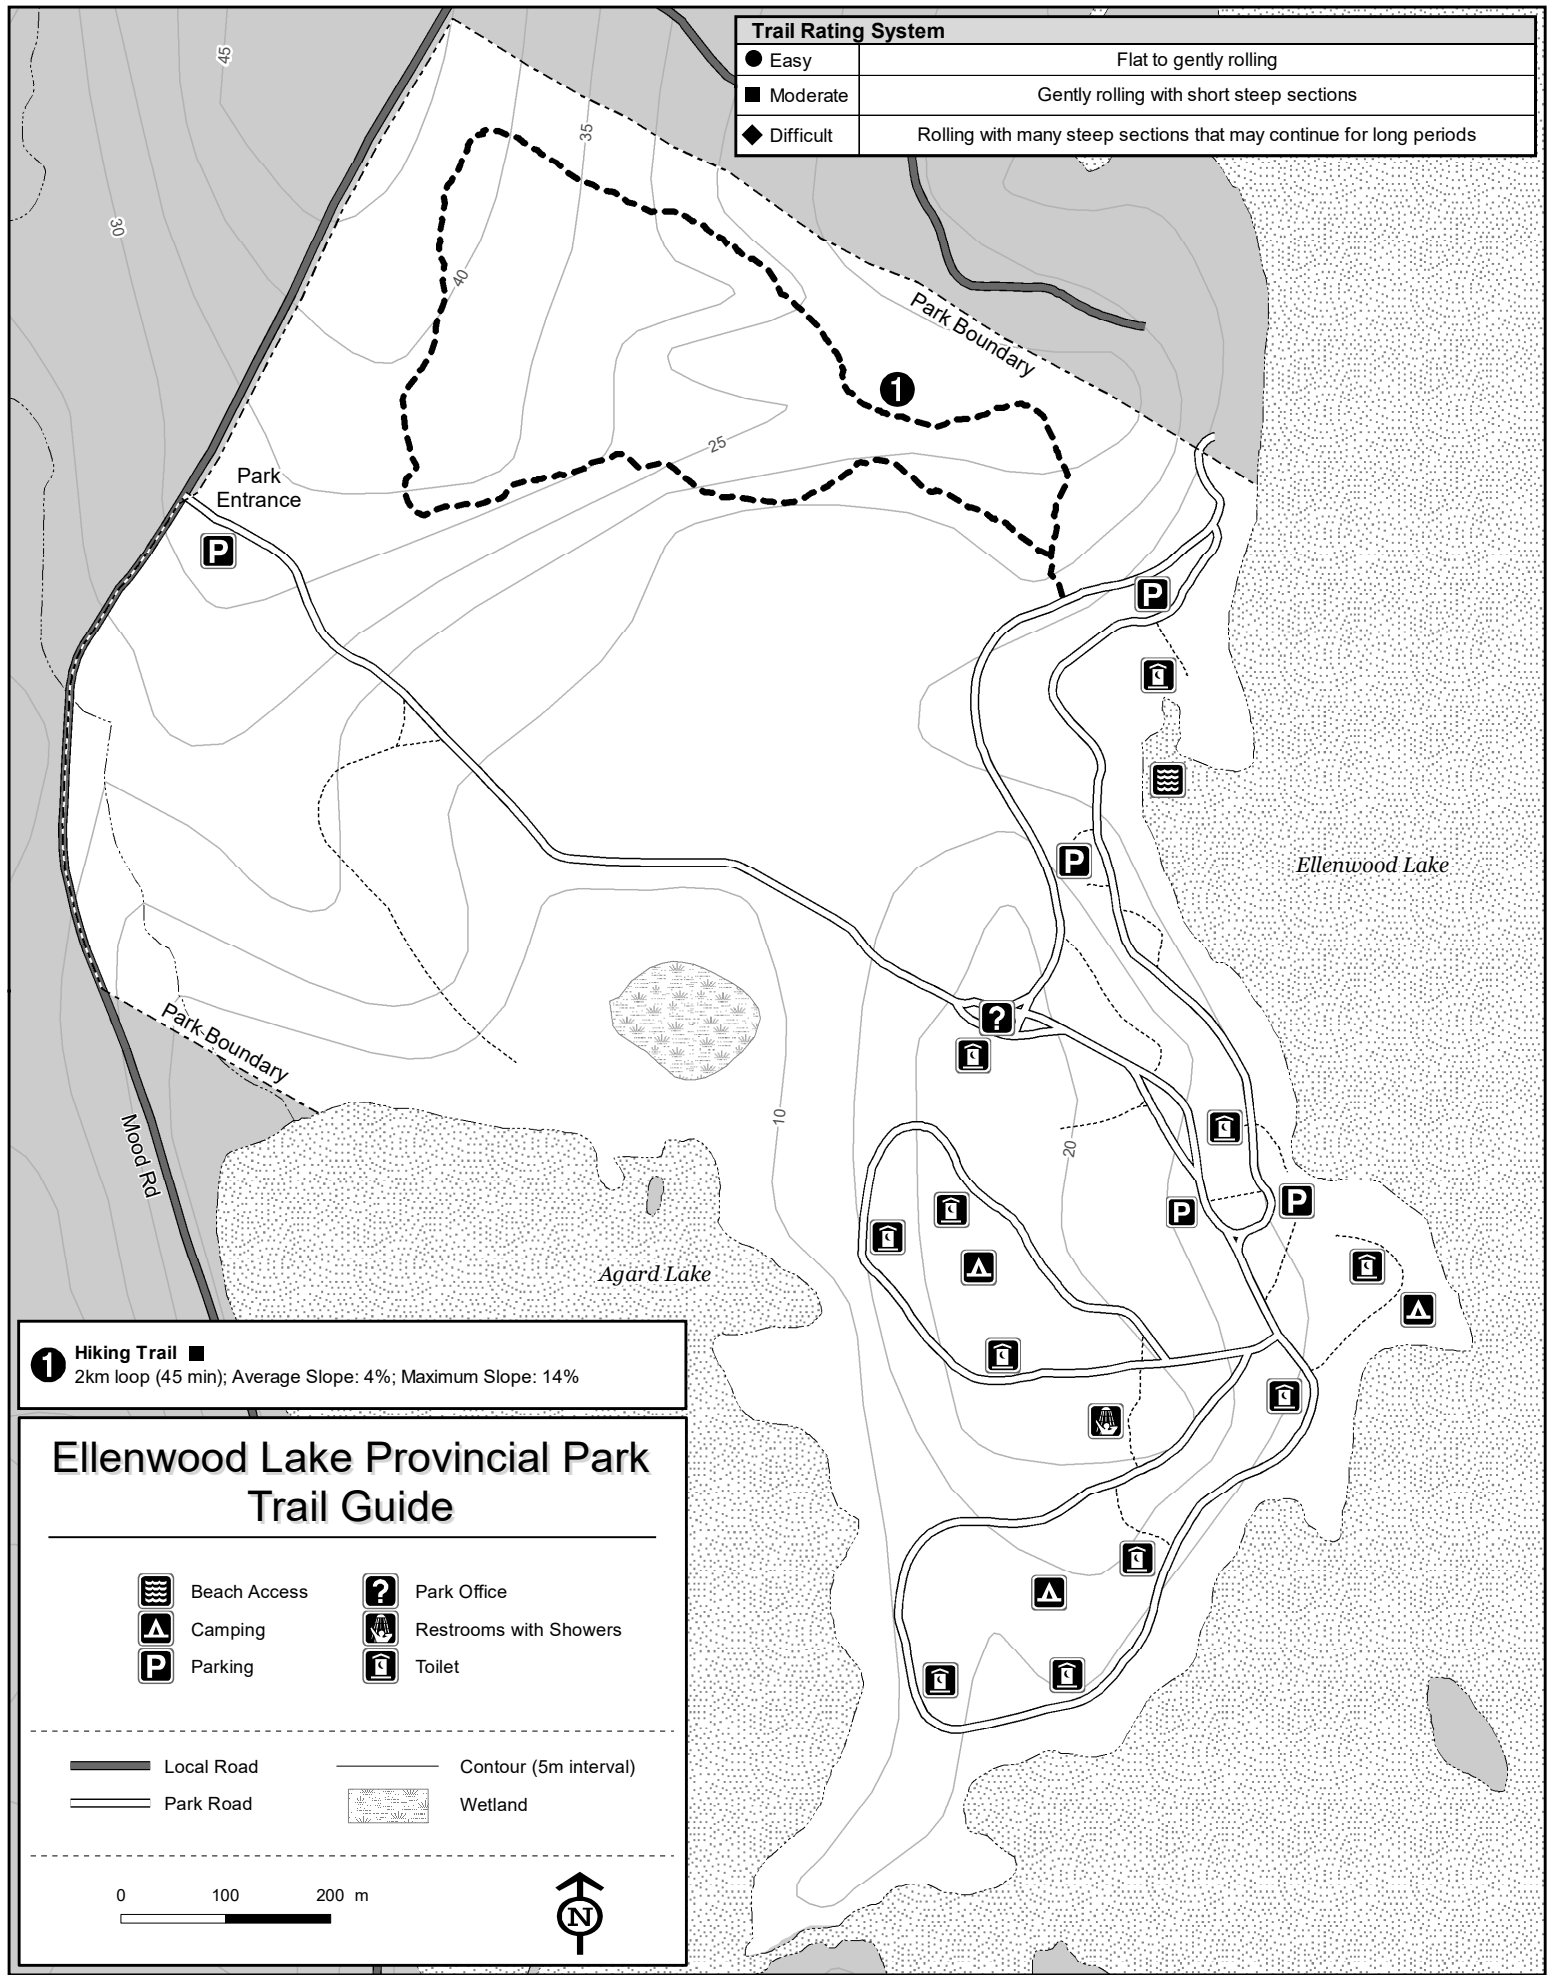 Trail Rating System
Easy Flat to gently rolling
Moderate Gently rolling with short steep sections
Difficult Rolling with many steep sections that may continue for long periods
45
35
30
40
Park Boundary
1
25
Park
Entrance
P
P
Ellenwood Lake
P
?
Park Boundary
10
20
Mood Rd
P
P
Agard Lake
1 Hiking Trail
2km loop (45 min); Average Slope: 4%; Maximum Slope: 14%
Ellenwood Lake Provincial Park
Trail Guide
Beach Access ? Park Office
Camping Restrooms with Showers
P Parking Toilet
Local Road Contour (5m interval)
Park Road Wetland
0 100 200 m
N